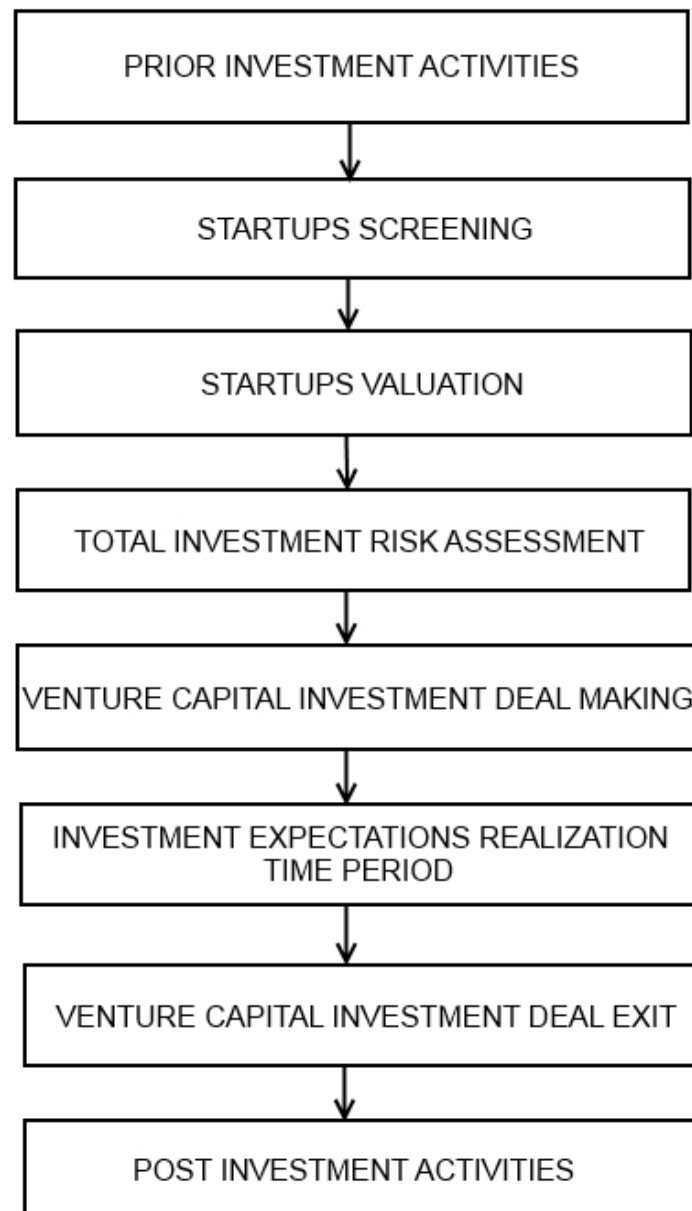 PRIOR INVESTMENT ACTIVITIES
STARTUPS SCREENING
STARTUPS VALUATION
TOTAL INVESTMENT RISK ASSESSMENT
VENTURE CAPITAL INVESTMENT DEAL MAKING
INVESTMENT EXPECTATIONS REALIZATION
TIME PERIOD
VENTURE CAPITAL INVESTMENT DEAL EXIT
POST INVESTMENT ACTIVITIES